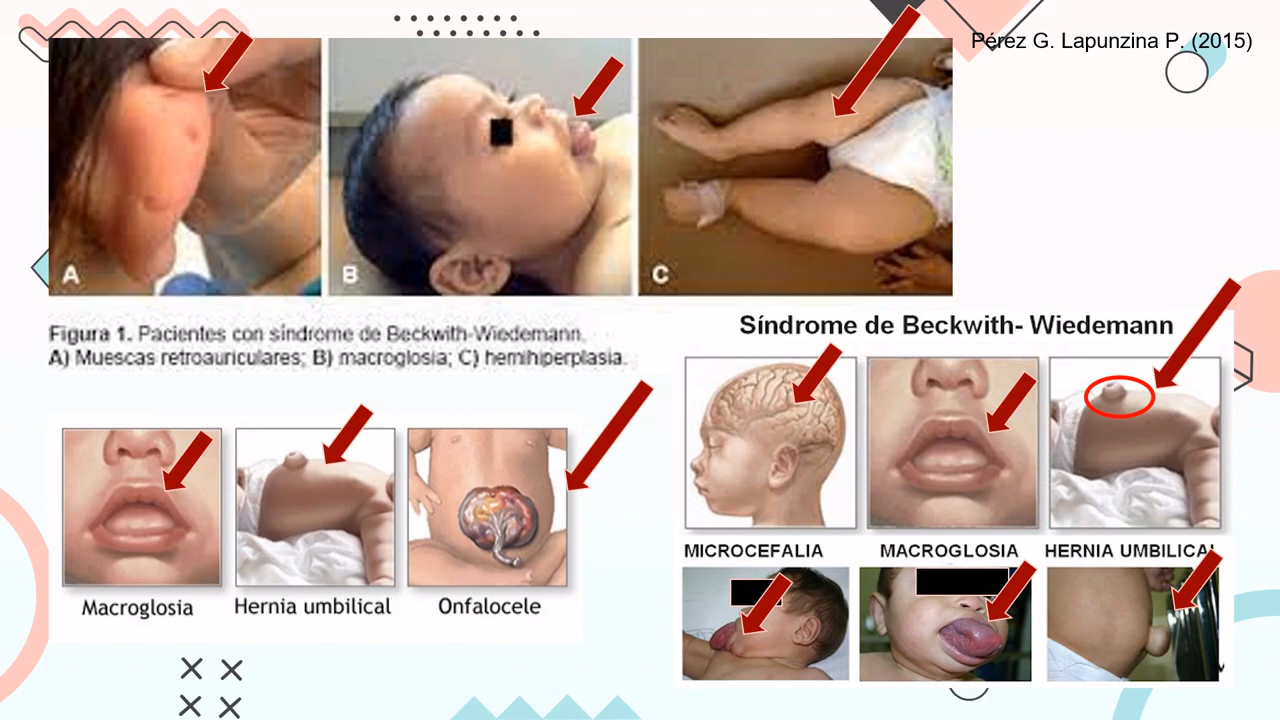 Pérez G. Lapunzina P. (2015)
A
B
C
Figura 1. Pacientes con síndrome de Beckwith-Wiedemann.
A) Muescas retroauriculares; B) macroglosia; C) hemihiperplasia.
Síndrome de Beckwith- Wiedemann
MICROCEFALIA
MACROGLOSIA
HERNIA UMBILICAL
Macroglosia
Hernia umbilical
Onfalocele